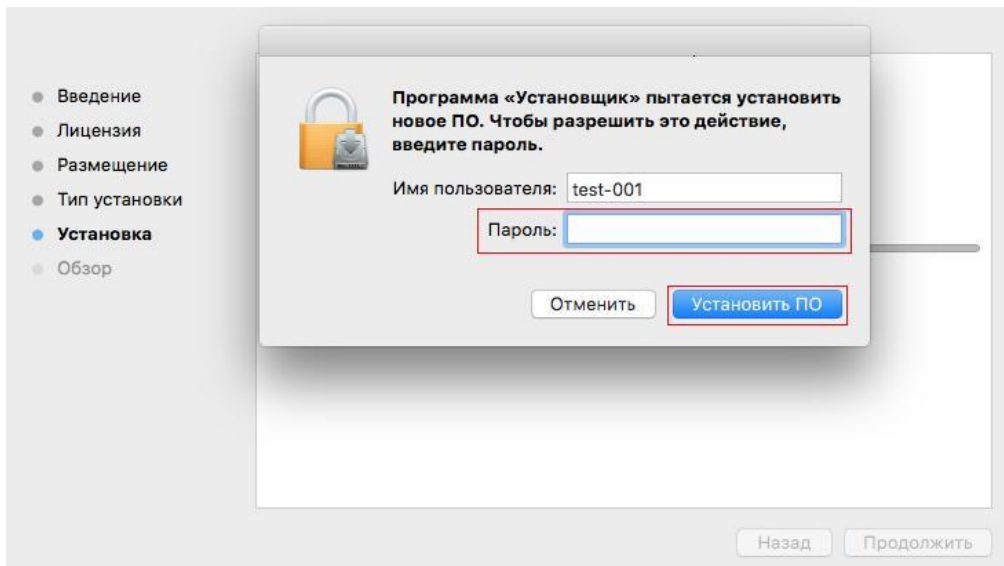 Введение
Лицензия
Размещение
Тип установки
Установка
Обзор
Программа «Установщик» пытается установить
новое ПО. Чтобы разрешить это действие,
введите пароль.
Имя пользователя: test-001
Пароль:
Отменить Установить ПО
Назад Продолжить